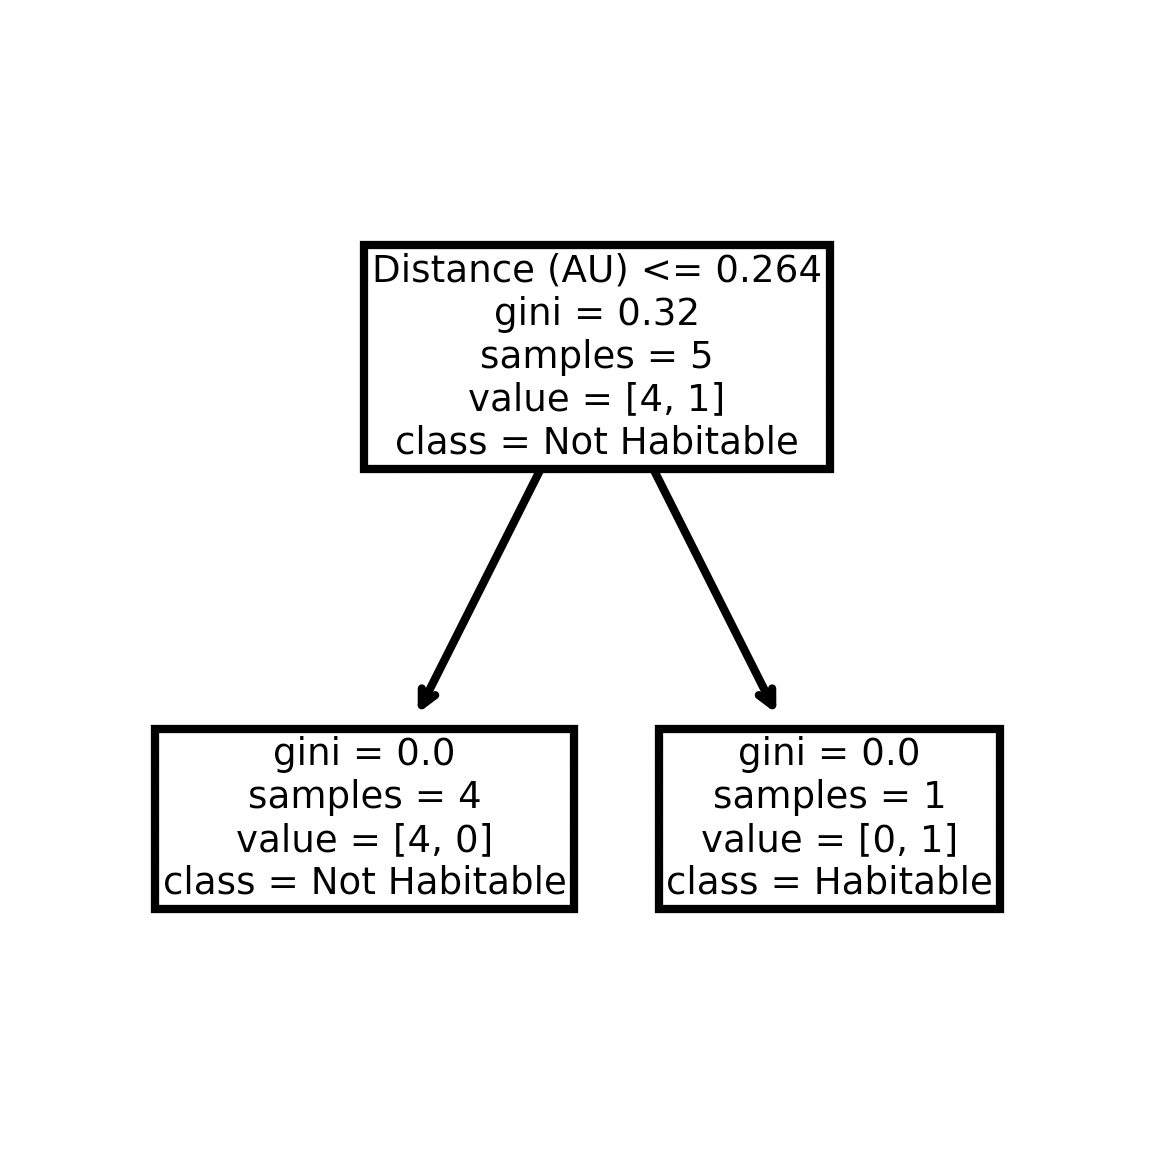 Distance (AU) <= 0.264
gini = 0.32
samples = 5
value = [4, 1]
class = Not Habitable
gini = 0.0
samples = 4
value = [4, 0]
class = Not Habitable
gini = 0.0
samples = 1
value = [0, 1]
class = Habitable